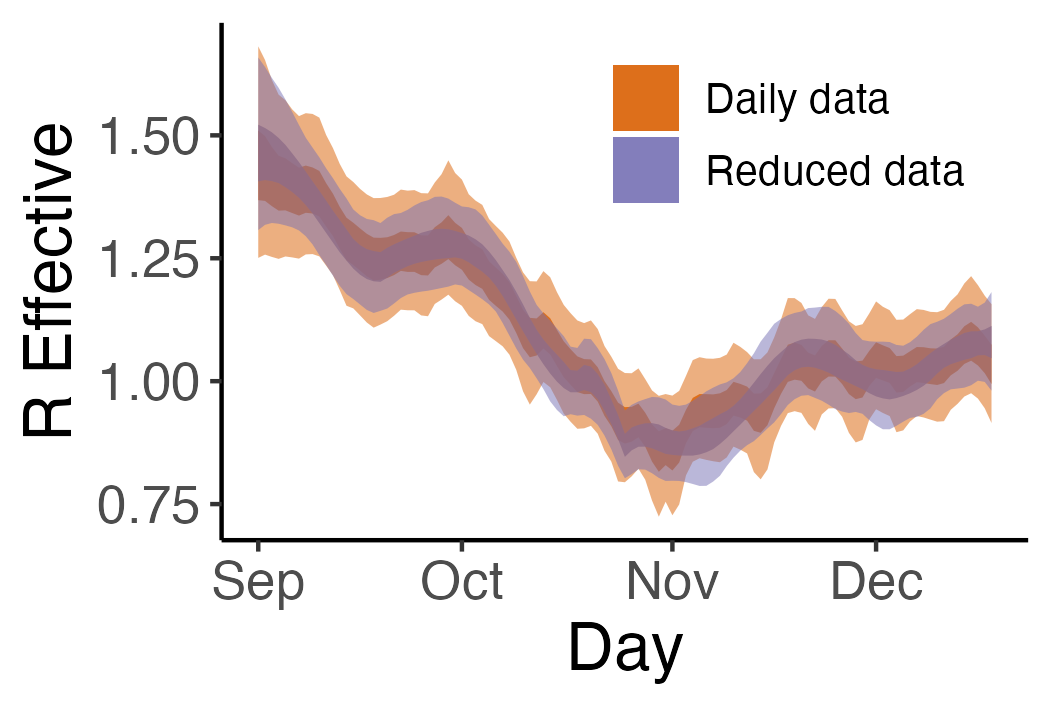 Daily data
Reduced data
R Effective
1.50
1.25
1.00
0.75
Sep Oct Nov Dec
Day